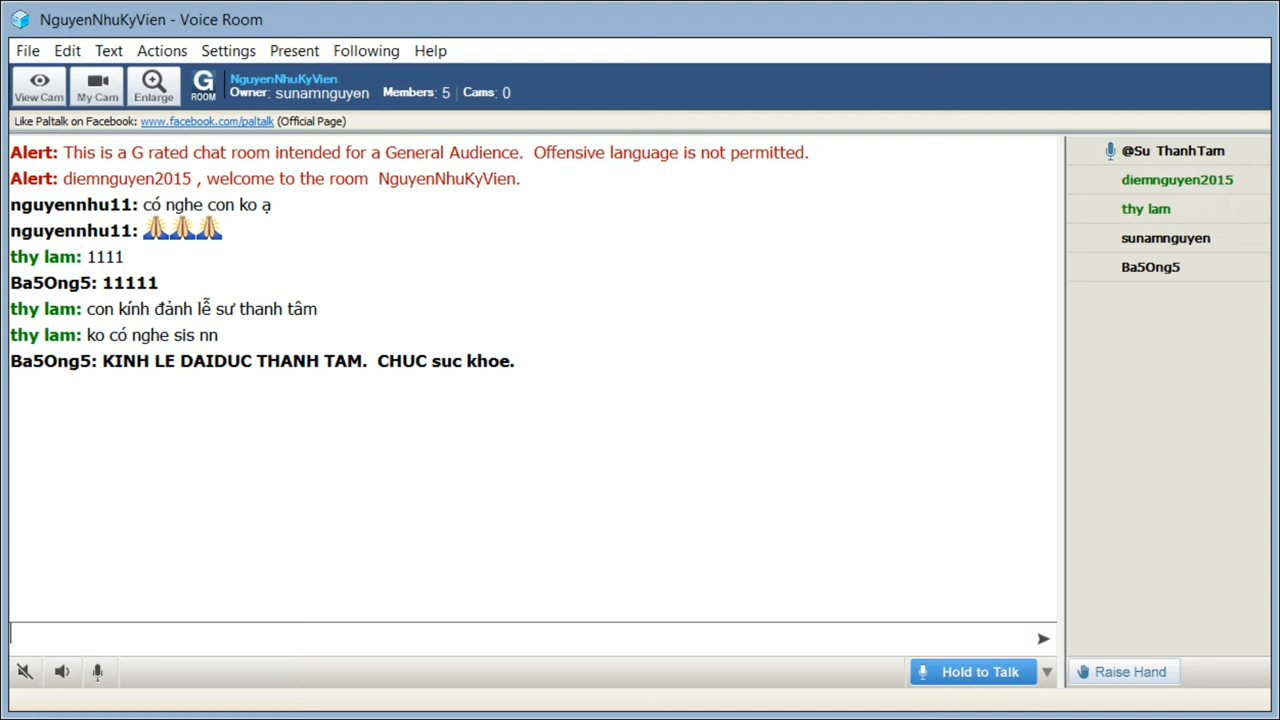 NguyenNhuKyVien - Voice Room
File Edit Text Actions Settings Present Following Help
View Cam
My Cam
Enlarge
G
ROOM
NguyenNhuKyVien
Owner: sunamnguyen Members: 5 Cams: 0
Like Paltalk on Facebook: www.facebook.com/paltalk (Official Page)
Alert: This is a G rated chat room intended for a General Audience. Offensive language is not permitted.
Alert: diemnguyen2015 , welcome to the room NguyenNhuKyVien.
nguyennhu11: có nghe con ko ạ
nguyennhu11: 🙏🙏🙏
thy lam: 1111
Ba5Ong5: 11111
thy lam: con kính đảnh lễ sư thanh tâm
thy lam: ko có nghe sis nn
Ba5Ong5: KINH LE DAIDUC THANH TAM. CHUC suc khoe.
@Su ThanhTam
diemnguyen2015
thy lam
sunamnguyen
Ba5Ong5
Hold to Talk
Raise Hand